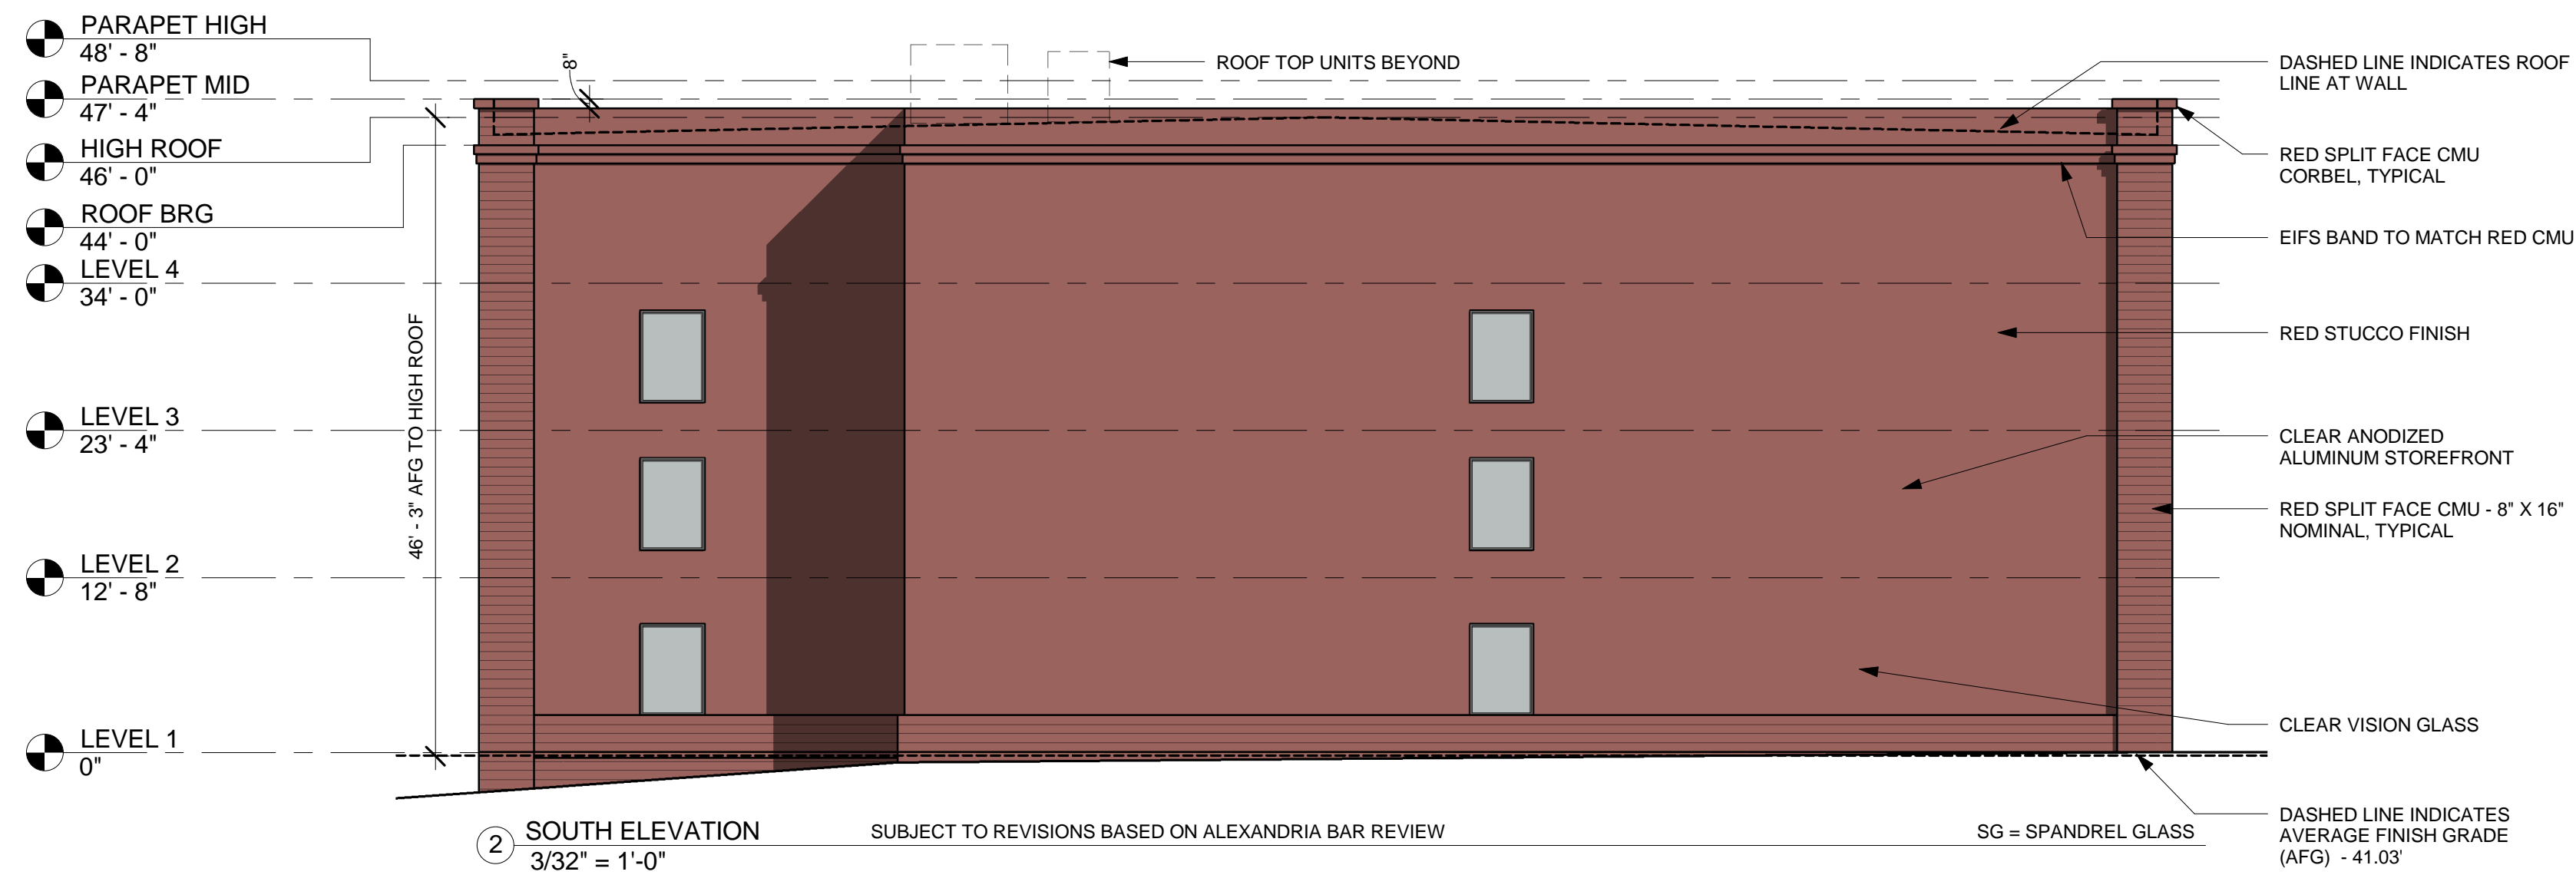 PARAPET HIGH
48' - 8"
PARAPET MID
47' - 4"
HIGH ROOF
46' - 0"
ROOF BRG
44' - 0"
LEVEL 4
34' - 0"
LEVEL 3
23' - 4"
LEVEL 2
12' - 8"
LEVEL 1
0"
46' - 3" AFG TO HIGH ROOF
8"
ROOF TOP UNITS BEYOND
DASHED LINE INDICATES ROOF
LINE AT WALL
RED SPLIT FACE CMU
CORBEL, TYPICAL
EIFS BAND TO MATCH RED CMU
RED STUCCO FINISH
CLEAR ANODIZED
ALUMINUM STOREFRONT
RED SPLIT FACE CMU - 8" X 16"
NOMINAL, TYPICAL
CLEAR VISION GLASS
DASHED LINE INDICATES
AVERAGE FINISH GRADE
(AFG) - 41.03'
2
SOUTH ELEVATION
3/32" = 1'-0"
SUBJECT TO REVISIONS BASED ON ALEXANDRIA BAR REVIEW
SG = SPANDREL GLASS